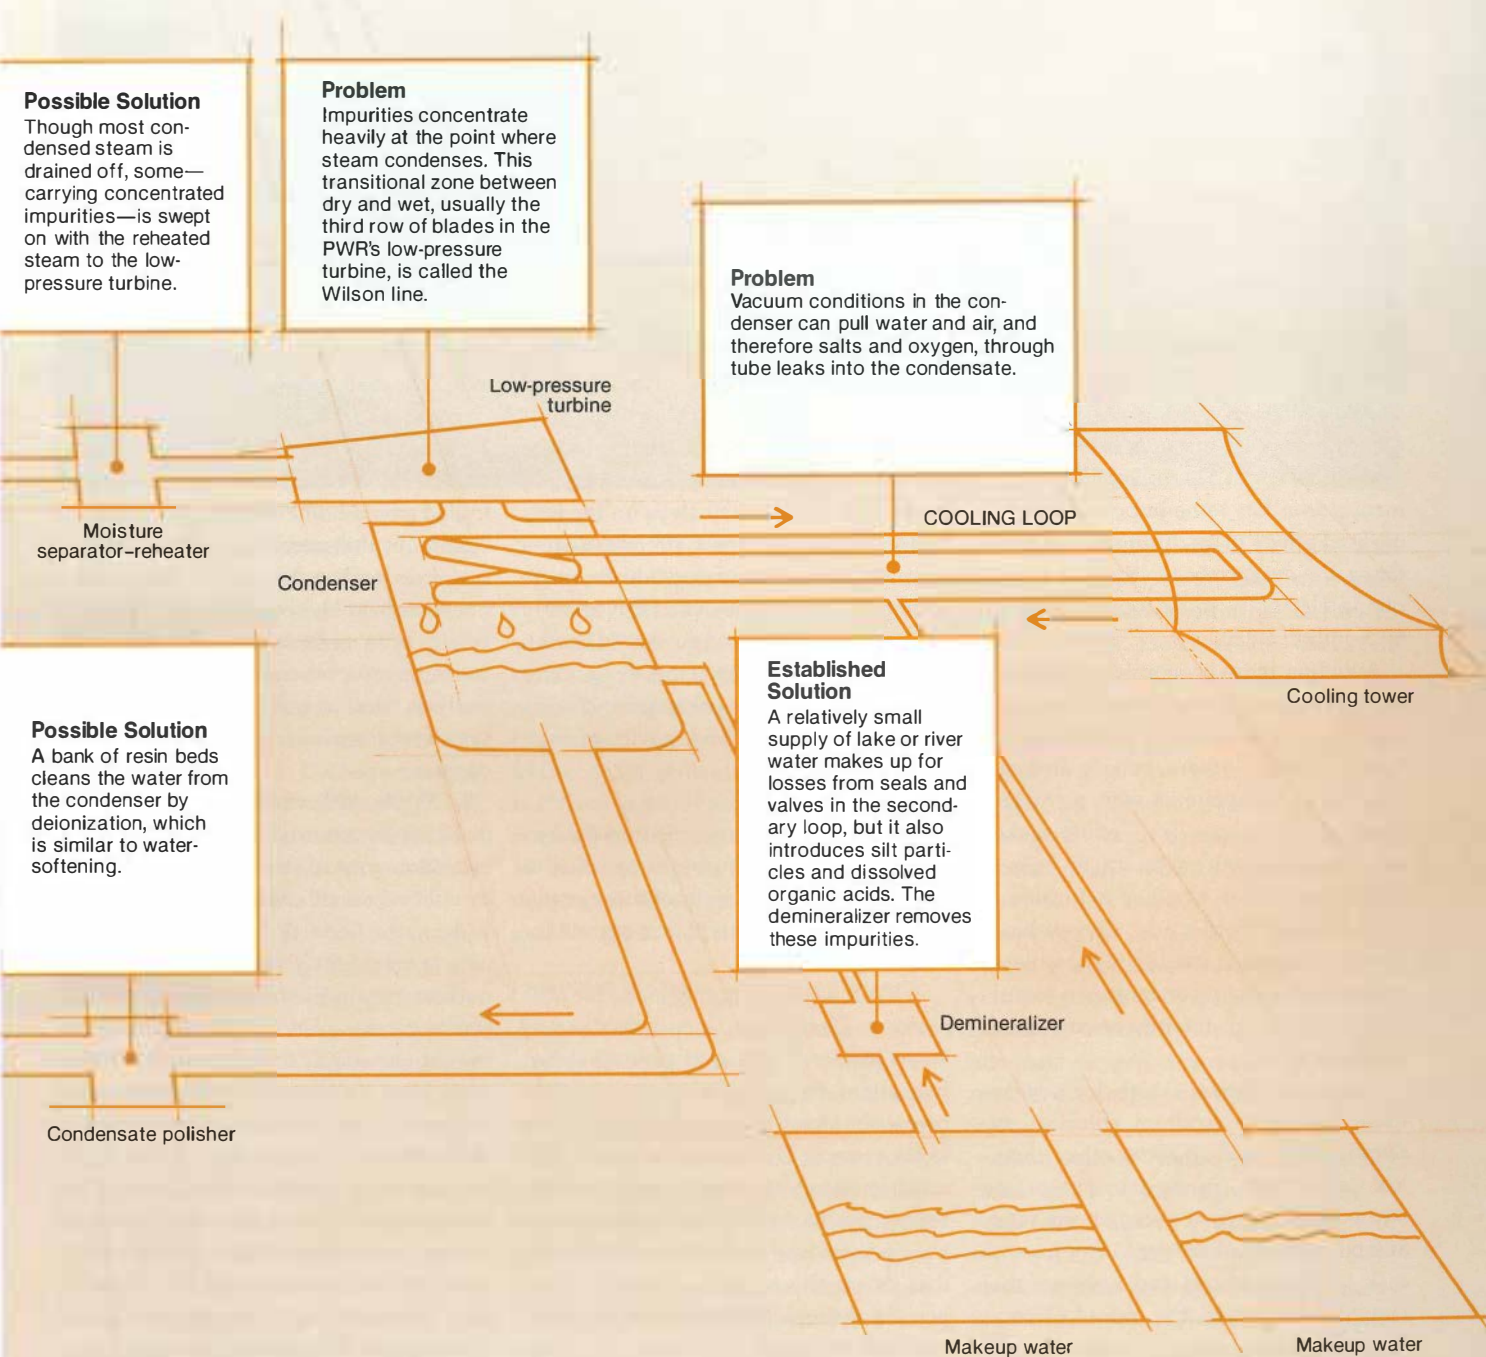 Possible Solution
Though most con-
densed steam is
drained off, some—
carrying concentrated
impurities—is swept
on with the reheated
steam to the low-
pressure turbine.
Problem
Impurities concentrate
heavily at the point where
steam condenses. This
transitional zone between
dry and wet, usually the
third row of blades in the
PWR's low-pressure
turbine, is called the
Wilson line.
Problem
Vacuum conditions in the con-
denser can pull water and air, and
therefore salts and oxygen, through
tube leaks into the condensate.
Low-pressure
turbine
Moisture
separator–reheater
COOLING LOOP
Condenser
Cooling tower
Possible Solution
A bank of resin beds
cleans the water from
the condenser by
deionization, which
is similar to water-
softening.
Established
Solution
A relatively small
supply of lake or river
water makes up for
losses from seals and
valves in the second-
ary loop, but it also
introduces silt parti-
cles and dissolved
organic acids. The
demineralizer removes
these impurities.
Demineralizer
Condensate polisher
Makeup water
Makeup water